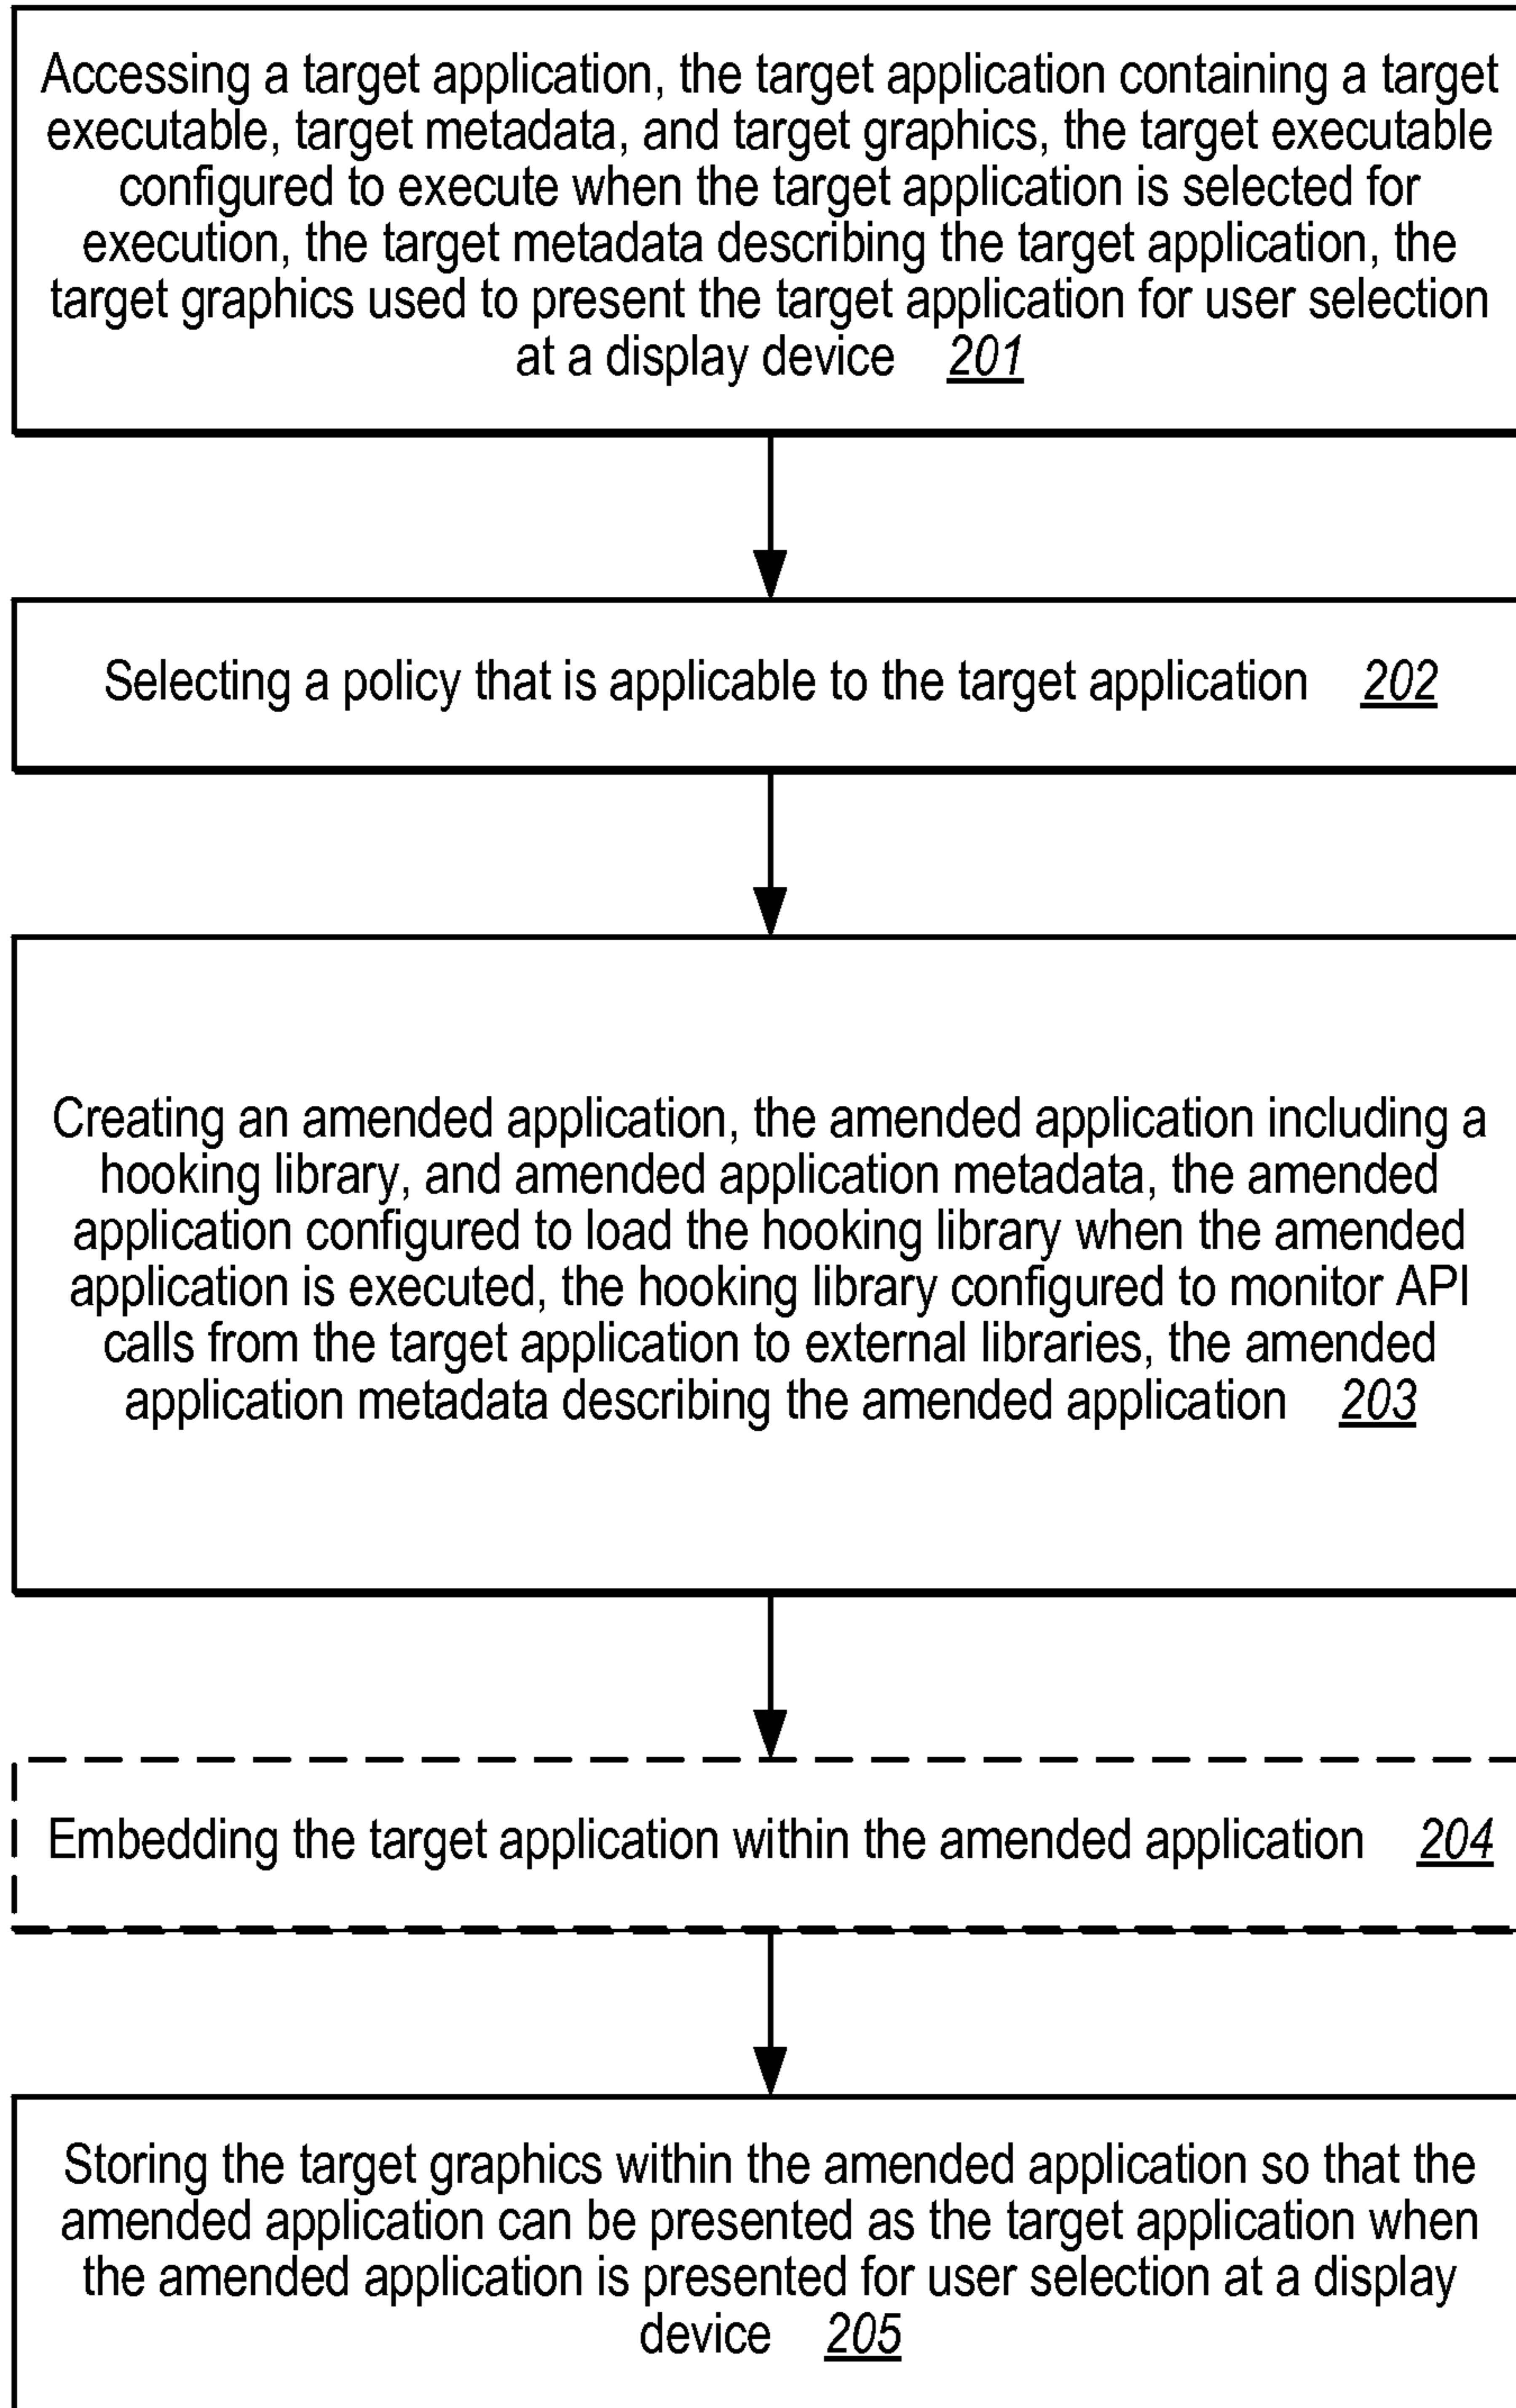 Accessing a target application, the target application containing a target
executable, target metadata, and target graphics, the target executable
configured to execute when the target application is selected for
execution, the target metadata describing the target application, the
target graphics used to present the target application for user selection
at a display device 201
Selecting a policy that is applicable to the target application 202
Creating an amended application, the amended application including a
hooking library, and amended application metadata, the amended
application configured to load the hooking library when the amended
application is executed, the hooking library configured to monitor API
calls from the target application to external libraries, the amended
application metadata describing the amended application 203
Embedding the target application within the amended application 204
Storing the target graphics within the amended application so that the
amended application can be presented as the target application when
the amended application is presented for user selection at a display
device 205